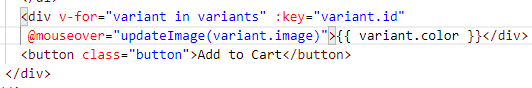 <div v-for="variant in variants" :key="variant.id"
@mouseover="updateImage(variant.image)">{{ variant.color }}</div>
<button class="button">Add to Cart</button>
</div>